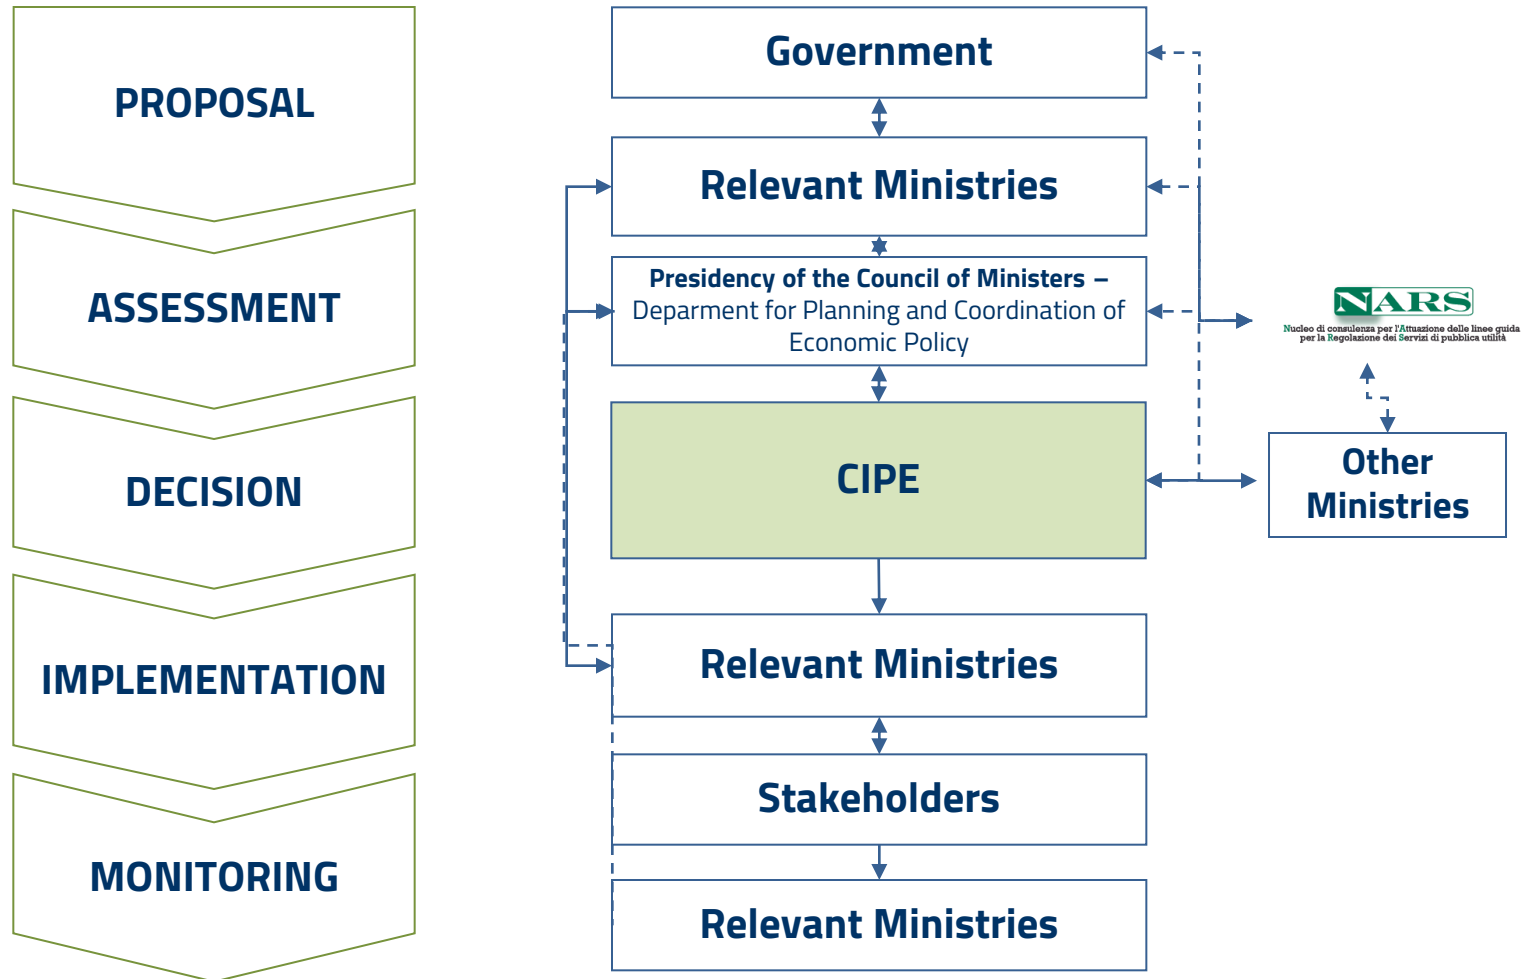 PROPOSAL
ASSESSMENT
DECISION
IMPLEMENTATION
MONITORING
Government
Relevant Ministries
Presidency of the Council of Ministers –
Deparment for Planning and Coordination of
Economic Policy
CIPE
Relevant Ministries
Stakeholders
Relevant Ministries
NARS
Nucleo di consulenza per l'Attuazione delle linee guida
per la Regolazione dei Servizi di pubblica utilità
Other
Ministries